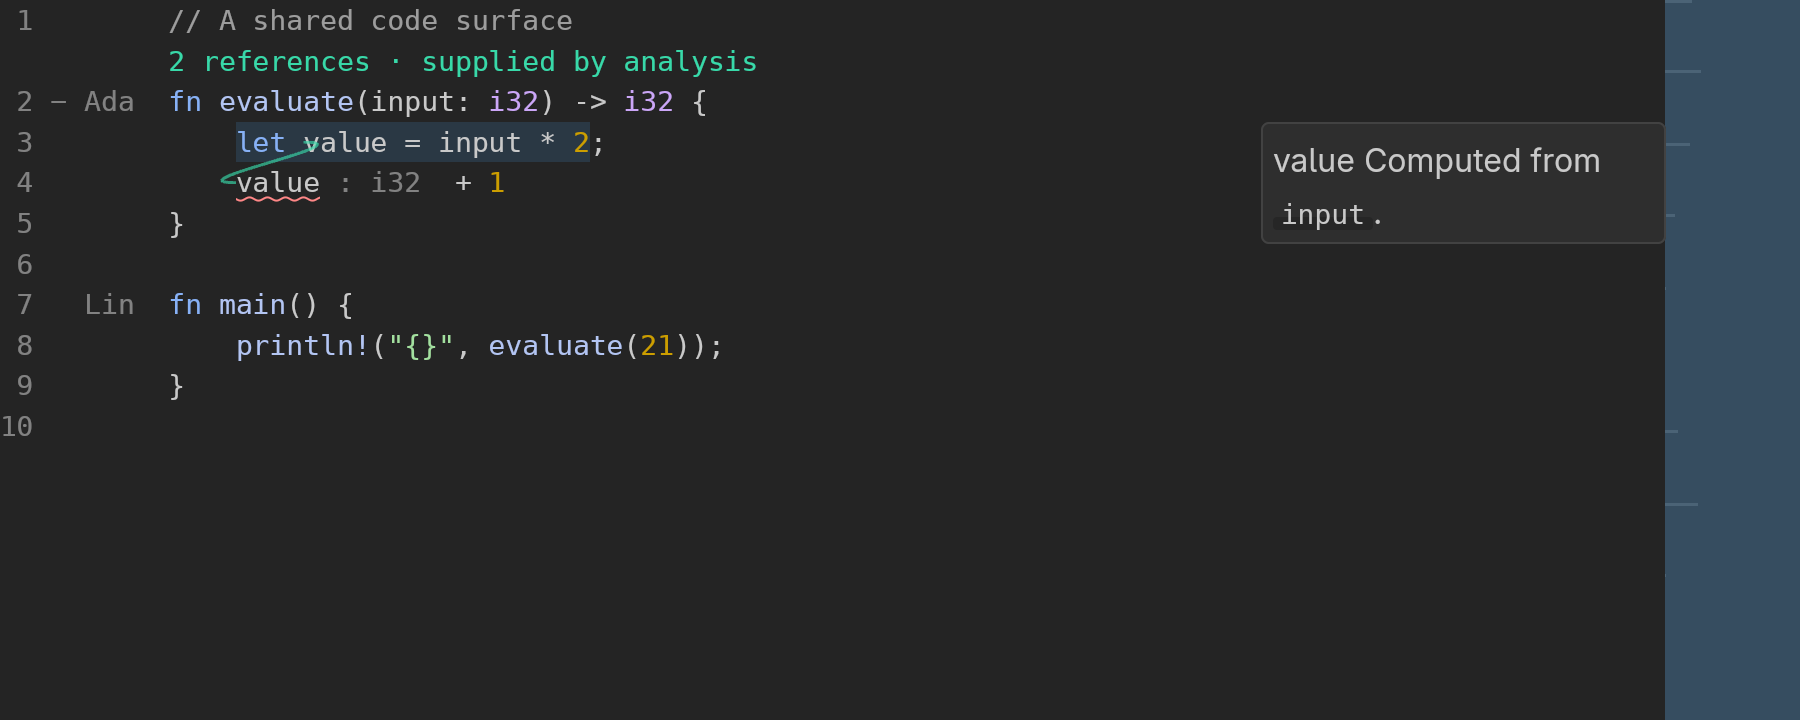 1 // A shared code surface
2 references · supplied by analysis
2 − Ada fn evaluate(input: i32) -> i32 {
3 let value = input * 2;
4 value : i32 + 1
5 }
6
7 Lin fn main() {
8 println!("{}", evaluate(21));
9 }
10
value Computed from
input.